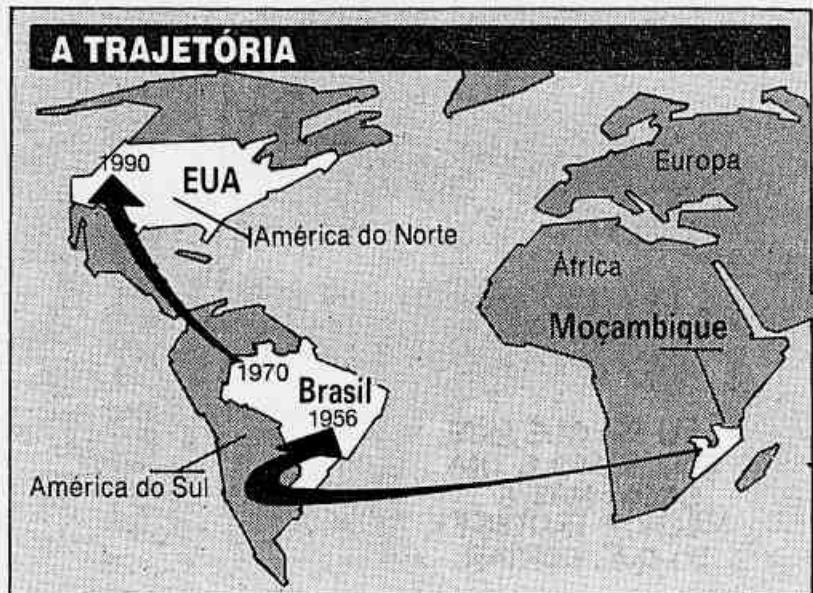 A TRAJETÓRIA
1990
EUA
América do Norte
Europa
África
Moçambique
1970
Brasil
1956
América do Sul